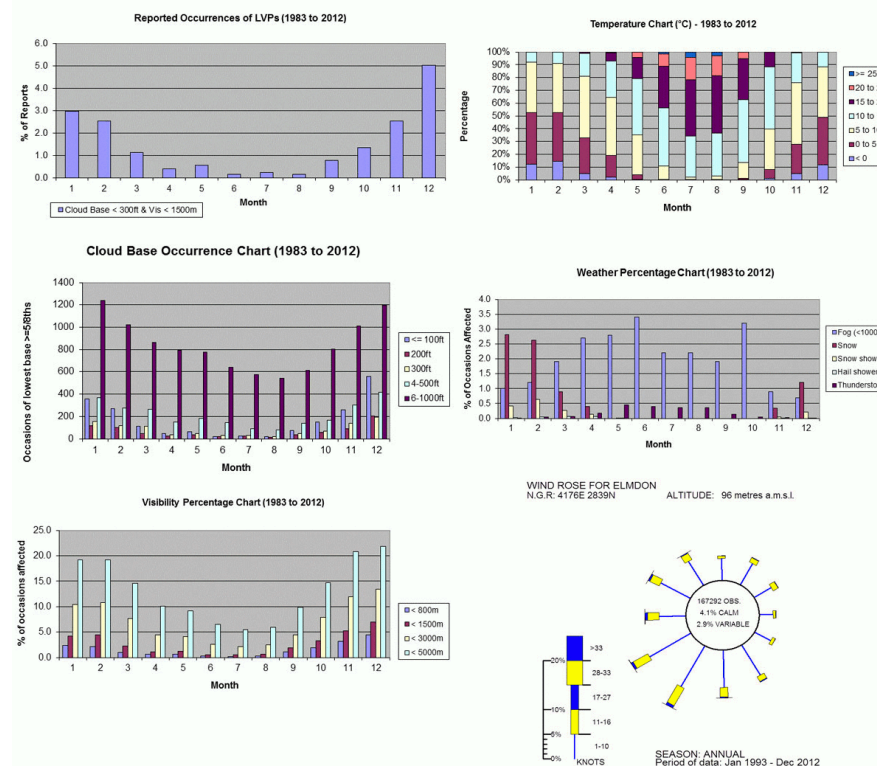 Reported Occurrences of LVPs (1983 to 2012)
6.0
5.0
4.0
3.0
2.0
1.0
0.0
% of Reports
1 2 3 4 5 6 7 8 9 10 11 12
Month
Cloud Base < 300ft & Vis < 1500m
Temperature Chart (°C) - 1983 to 2012
100%
90%
80%
70%
60%
50%
40%
30%
20%
10%
0%
Percentage
1 2 3 4 5 6 7 8 9 10 11 12
Month
>= 25
20 to
15 to
10 to
5 to 10
0 to 5
< 0
Cloud Base Occurrence Chart (1983 to 2012)
1400
1200
1000
800
600
400
200
0
Occasions of lowest base >=5/8ths
1 2 3 4 5 6 7 8 9 10 11 12
Month
<= 100ft
200ft
300ft
4-500ft
6-1000ft
Weather Percentage Chart (1983 to 2012)
4.0
3.5
3.0
2.5
2.0
1.5
1.0
0.5
0.0
% of Occasions Affected
1 2 3 4 5 6 7 8 9 10 11 12
Month
Fog (<1000
Snow
Snow show
Hail shower
Thundersto
Visibility Percentage Chart (1983 to 2012)
25.0
20.0
15.0
10.0
5.0
0.0
% of occasions affected
1 2 3 4 5 6 7 8 9 10 11 12
Month
< 800m
< 1500m
< 3000m
< 5000m
WIND ROSE FOR ELMDON
N.G.R: 4176E 2839N ALTITUDE: 96 metres a.m.s.l.
167292 OBS.
4.1% CALM
2.9% VARIABLE
>33
20%
28-33
17-27
10%
11-16
5%
1-10
0%
KNOTS
SEASON: ANNUAL
Period of data: Jan 1993 - Dec 2012